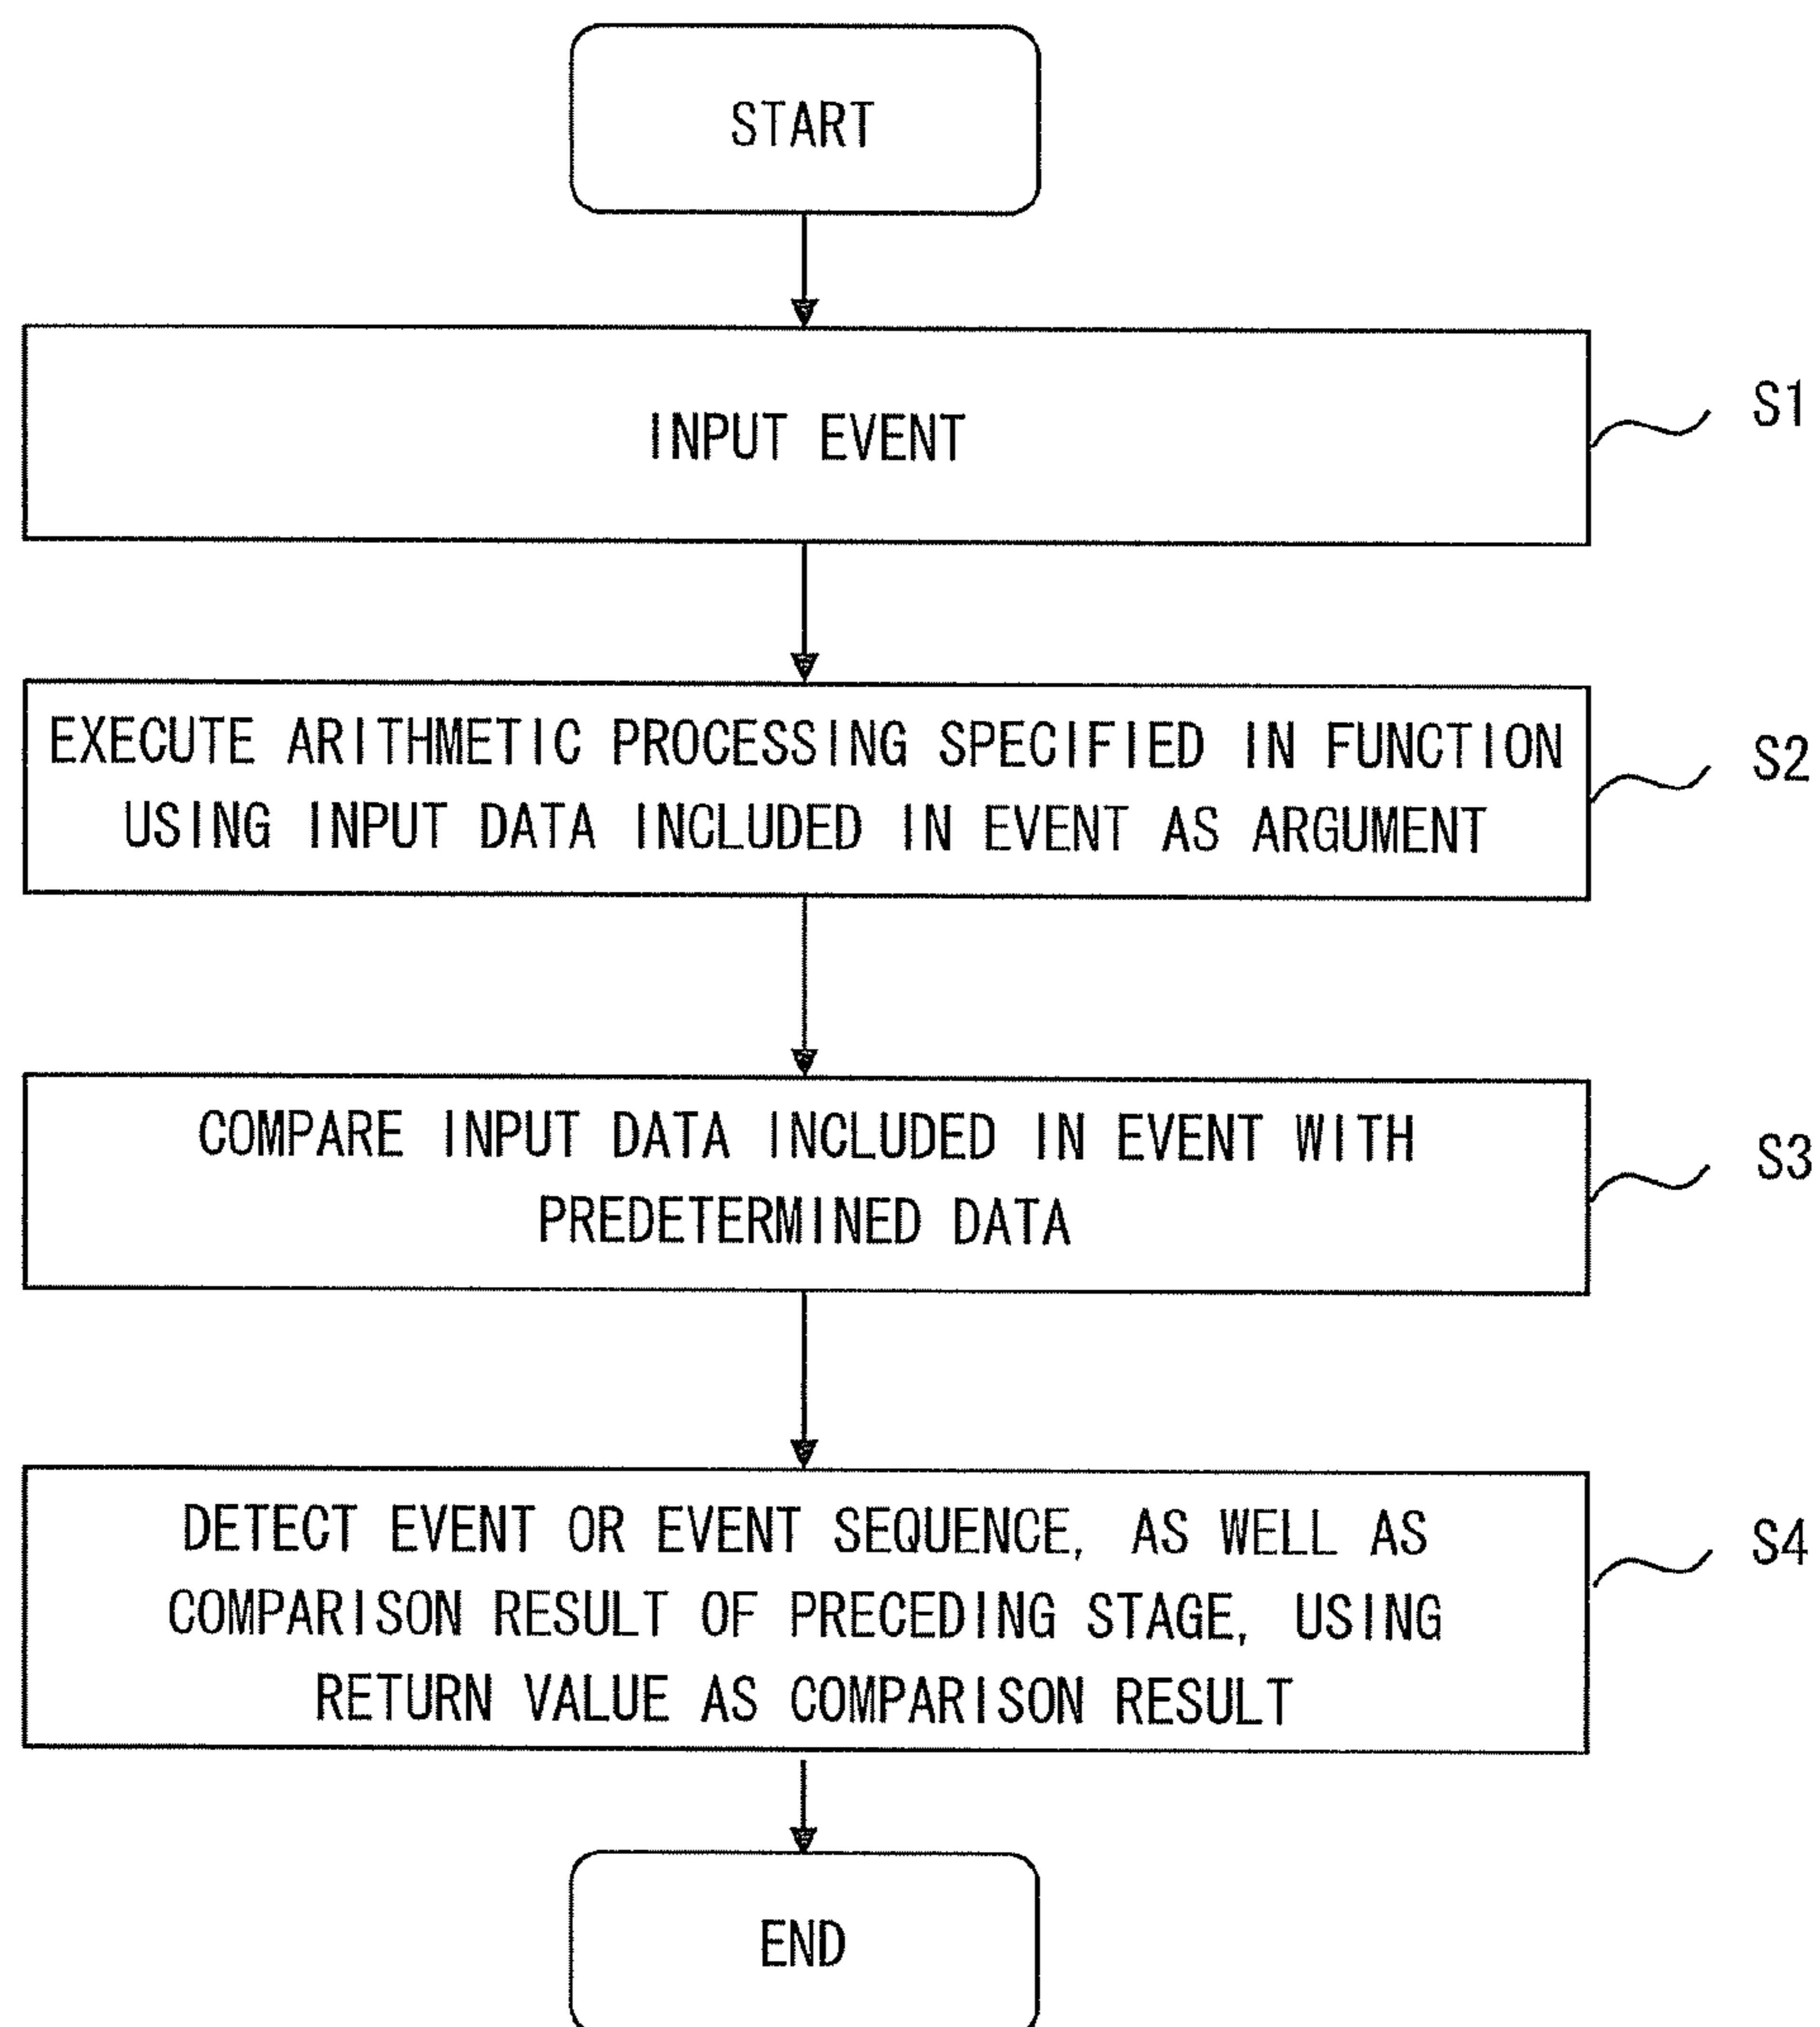 START
INPUT EVENT
S1
EXECUTE ARITHMETIC PROCESSING SPECIFIED IN FUNCTION
USING INPUT DATA INCLUDED IN EVENT AS ARGUMENT
S2
COMPARE INPUT DATA INCLUDED IN EVENT WITH
PREDETERMINED DATA
S3
DETECT EVENT OR EVENT SEQUENCE, AS WELL AS
COMPARISON RESULT OF PRECEDING STAGE, USING
RETURN VALUE AS COMPARISON RESULT
S4
END